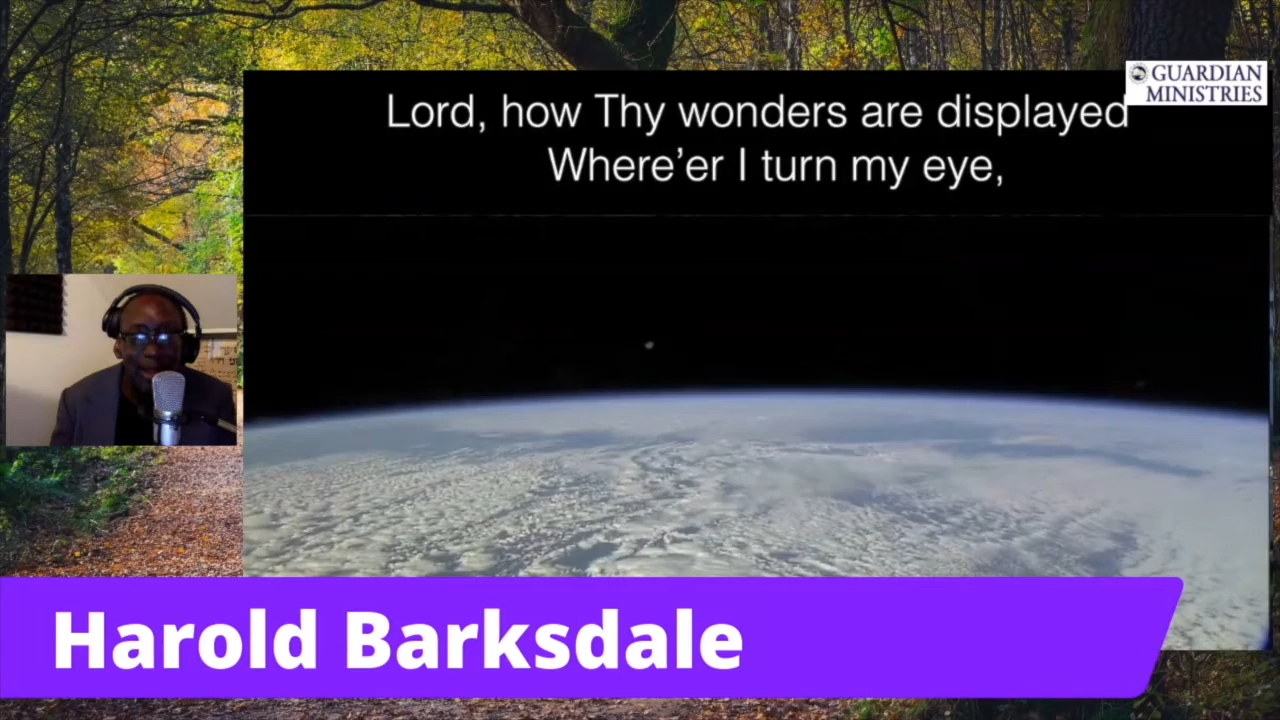 Lord, how Thy wonders are displayed
Where’er I turn my eye,
GUARDIAN
MINISTRIES
Harold Barksdale